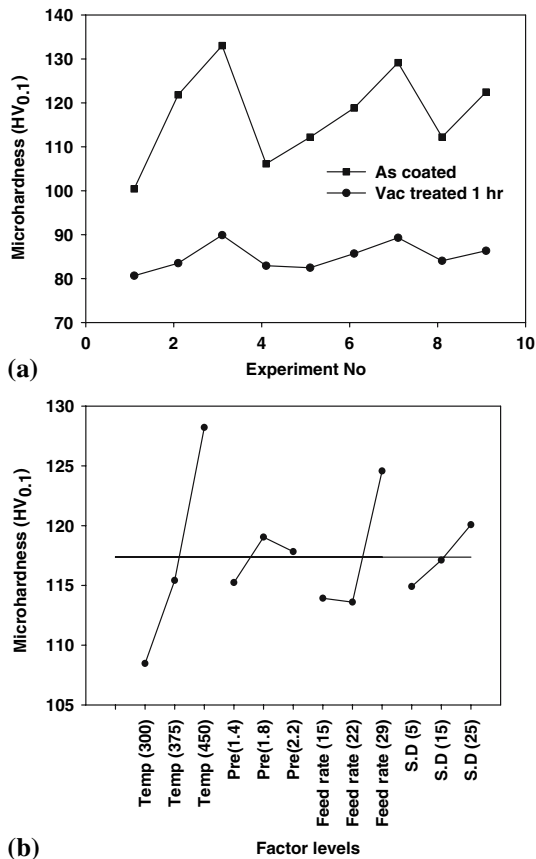 140
130
120
110
100
90
80
70
Microhardness (HV0.1)
As coated
Vac treated 1 hr
0 2 4 6 8 10
Experiment No
(a)
130
125
120
115
110
105
Microhardness (HV0.1)
Temp (300)
Temp (375)
Temp (450)
Pre(1.4)
Pre(1.8)
Pre(2.2)
Feed rate (15)
Feed rate (22)
Feed rate (29)
S.D (5)
S.D (15)
S.D (25)
Factor levels
(b)